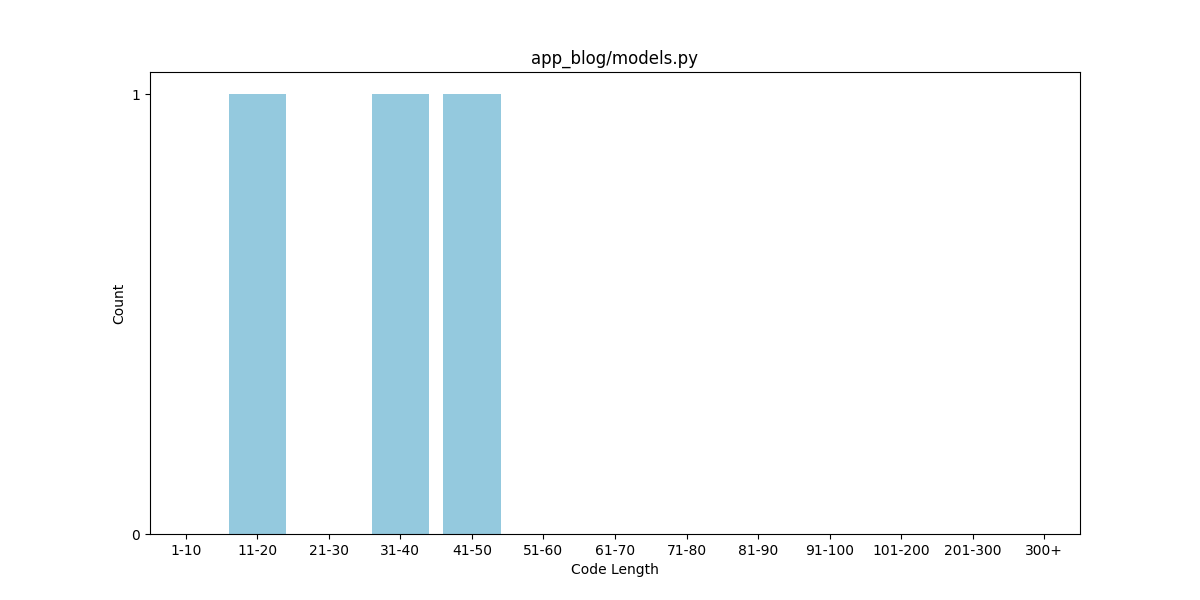 app_blog/models.py
1
0
Count
1-10 11-20 21-30 31-40 41-50 51-60 61-70 71-80 81-90 91-100 101-200 201-300 300+
Code Length